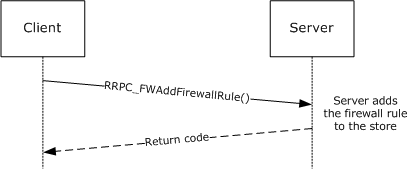 Client
Server
RRPC_FWAddFirewallRule()
Server adds
the firewall rule
to the store
Return code